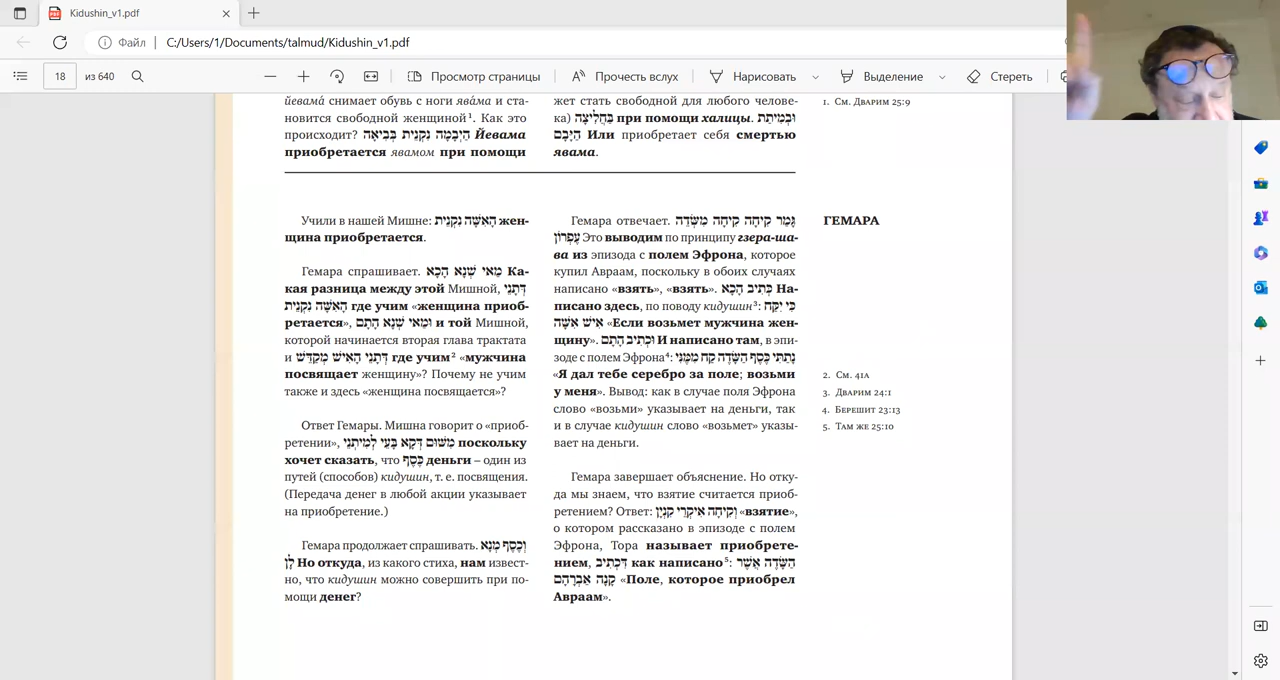 Kidushin_v1.pdf
Файл C:/Users/1/Documents/talmud/Kidushin_v1.pdf
18 из 640 Просмотр страницы Прочесть вслух Нарисовать Выделение Стереть
йевамá снимает обувь с ноги явáма и ста-
новится свободной женщиной¹. Как это
происходит? הַיְבָמָה נִקְנֵית בְּבִיאָה Йевама
приобретается явамом при помощи
жет стать свободной для любого челове-
ка) בַּחֲלִיצָה при помощи халицы. וּבְמִיתַת
הַיָּבָם Или приобретает себя смертью
явама.
1. См. Дварим 25:9
Учили в нашей Мишне: הָאִשָּׁה נִקְנֵית жен-
щина приобретается.
Гемара спрашивает. מַאי שְׁנָא הָכָא Ка-
кая разница между этой Мишной, דְּתָנֵי
הָאִשָּׁה נִקְנֵית где учим «женщина приоб-
ретается», וּמַאי שְׁנָא הָתָם и той Мишной,
которой начинается вторая глава трактата
и דְּתָנֵי הָאִישׁ מְקַדֵּשׁ где учим² «мужчина
посвящает женщину»? Почему не учим
также и здесь «женщина посвящается»?
Ответ Гемары. Мишна говорит о «приоб-
ретении», מִשּׁוּם דְּקָא בָּעֵי לְמִיתְנֵי поскольку
хочет сказать, что כֶּסֶף деньги – один из
путей (способов) кидушин, т. е. посвящения.
(Передача денег в любой акции указывает
на приобретение.)
Гемара продолжает спрашивать. וְכֶסֶף מְנָא
לָן Но откуда, из какого стиха, нам извест-
но, что кидушин можно совершить при по-
мощи денег?
Гемара отвечает. גָּמַר קִיחָה קִיחָה מִשְּׂדֵה
עֶפְרוֹן Это выводим по принципу гзера-ша-
ва из эпизода с полем Эфрона, которое
купил Авраам, поскольку в обоих случаях
написано «взять», «взять». כְּתִיב הָכָא На-
писано здесь, по поводу кидушин³: כִּי יִקַּח
אִישׁ אִשָּׁה «Если возьмет мужчина жен-
щину». וּכְתִיב הָתָם И написано там, в эпи-
зоде с полем Эфрона⁴: נָתַתִּי כֶּסֶף הַשָּׂדֶה קַח מִמֶּנִּי
«Я дал тебе серебро за поле; возьми
у меня». Вывод: как в случае поля Эфрона
слово «возьми» указывает на деньги, так
и в случае кидушин слово «возьмет» указы-
вает на деньги.
Гемара завершает объяснение. Но отку-
да мы знаем, что взятие считается приоб-
ретением? Ответ: וְקִיחָה אִיקְּרֵי קִנְיָן «взятие»,
о котором рассказано в эпизоде с полем
Эфрона, Тора называет приобрете-
нием, דִּכְתִיב как написано⁵: הַשָּׂדֶה אֲשֶׁר
קָנָה אַבְרָהָם «Поле, которое приобрел
Авраам».
ГЕМАРА
2. См. 41А
3. Дварим 24:1
4. Берешит 23:13
5. Там же 25:10